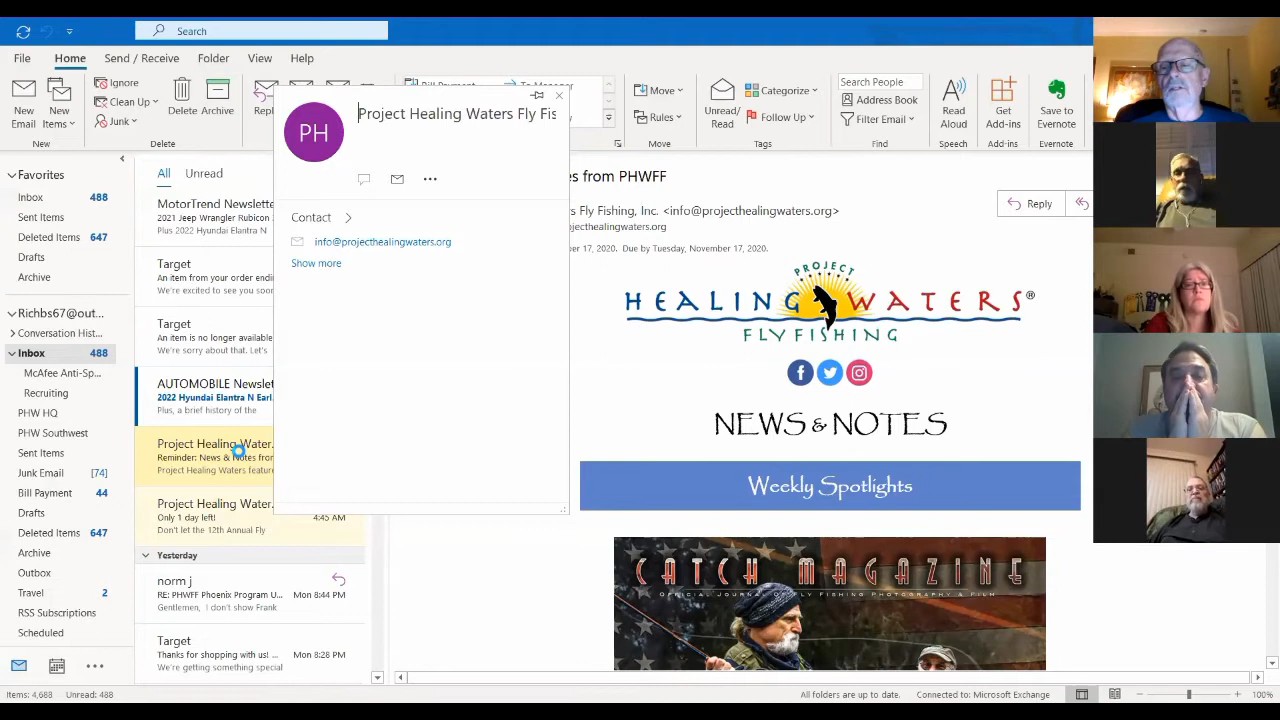 Search
File Home Send / Receive Folder View Help
New Email
New Items
Ignore
Clean Up
Junk
Delete
Archive
New
Delete
Move
Rules
Move
Unread/ Read
Categorize
Follow Up
Tags
Search People
Address Book
Filter Email
Find
Read Aloud
Speech
Get Add-ins
Add-ins
Save to Evernote
Evernote
Favorites
Inbox 488
Sent Items
Deleted Items 647
Drafts
Archive
Richbs67@out...
Conversation Hist...
Inbox 488
McAfee Anti-Sp...
Recruiting
PHW HQ
PHW Southwest
Sent Items
Junk Email [74]
Bill Payment 44
Drafts
Deleted Items 647
Archive
Outbox
Travel 2
RSS Subscriptions
Scheduled
All Unread
MotorTrend Newslette
2021 Jeep Wrangler Rubicon
Plus 2022 Hyundai Elantra N
Target
An item from your order endin
We're excited to see you soon
Target
An item is no longer available
We're sorry about that. Let's
AUTOMOBILE Newslet
2022 Hyundai Elantra N Earl
Plus, a brief history of the
Project Healing Water.
Reminder: News & Notes from
Project Healing Waters featur
Project Healing Water.
Only 1 day left! 4:45 AM
Don't let the 12th Annual Fly
Yesterday
norm j
RE: PHWFF Phoenix Program U... Mon 8:44 PM
Gentlemen, I don't show Frank
Target
Thanks for shopping with us! Mon 8:28 PM
We're getting something special
PH
Project Healing Waters Fly Fis
Contact
info@projecthealingwaters.org
Show more
es from PHWFF
s Fly Fishing, Inc. <info@projecthealingwaters.org>
aringwaters.org
ber 17, 2020. Due by Tuesday, November 17, 2020.
Reply
PROJECT
HEALING WATERS®
FLY FISHING
NEWS & NOTES
Weekly Spotlights
CATCH MAGAZINE
OFFICIAL JOURNAL OF FLY FISHING PHOTOGRAPHY & FILM
Items: 4,688 Unread: 488
All folders are up to date. Connected to: Microsoft Exchange 100%